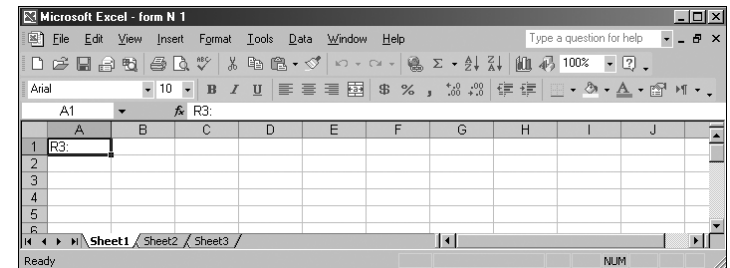 Microsoft Excel - form N 1
File Edit View Insert Format Tools Data Window Help Type a question for help
100%
Arial 10 B I U $ % ,
A1 fx R3:
A B C D E F G H I J
1 R3:
2
3
4
5
6
Sheet1 Sheet2 Sheet3
Ready NUM